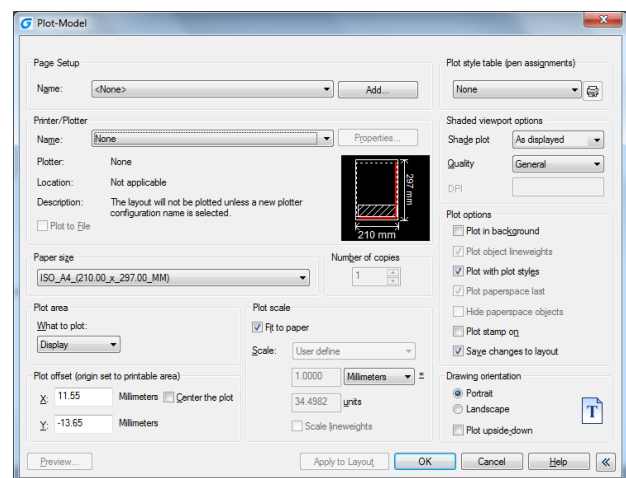 Plot-Model
Page Setup
Name: <None> Add...
Printer/Plotter
Name: None Properties...
Plotter: None
Location: Not applicable
Description: The layout will not be plotted unless a new plotter
configuration name is selected.
Plot to File
297 mm
210 mm
Paper size
ISO_A4_(210.00_x_297.00_MM)
Number of copies
1
Plot area
What to plot:
Display
Plot scale
Fit to paper
Scale: User define
1.0000 Milimeters =
34.4982 units
Scale lineweights
Plot offset (origin set to printable area)
X: 11.55 Milimeters Center the plot
Y: -13.65 Milimeters
Plot style table (pen assignments)
None
Shaded viewport options
Shade plot As displayed
Quality General
DPI
Plot options
Plot in background
Plot object lineweights
Plot with plot styles
Plot paperspace last
Hide paperspace objects
Plot stamp on
Save changes to layout
Drawing orientation
Portrait
Landscape
Plot upside-down
T
Preview... Apply to Layout OK Cancel Help